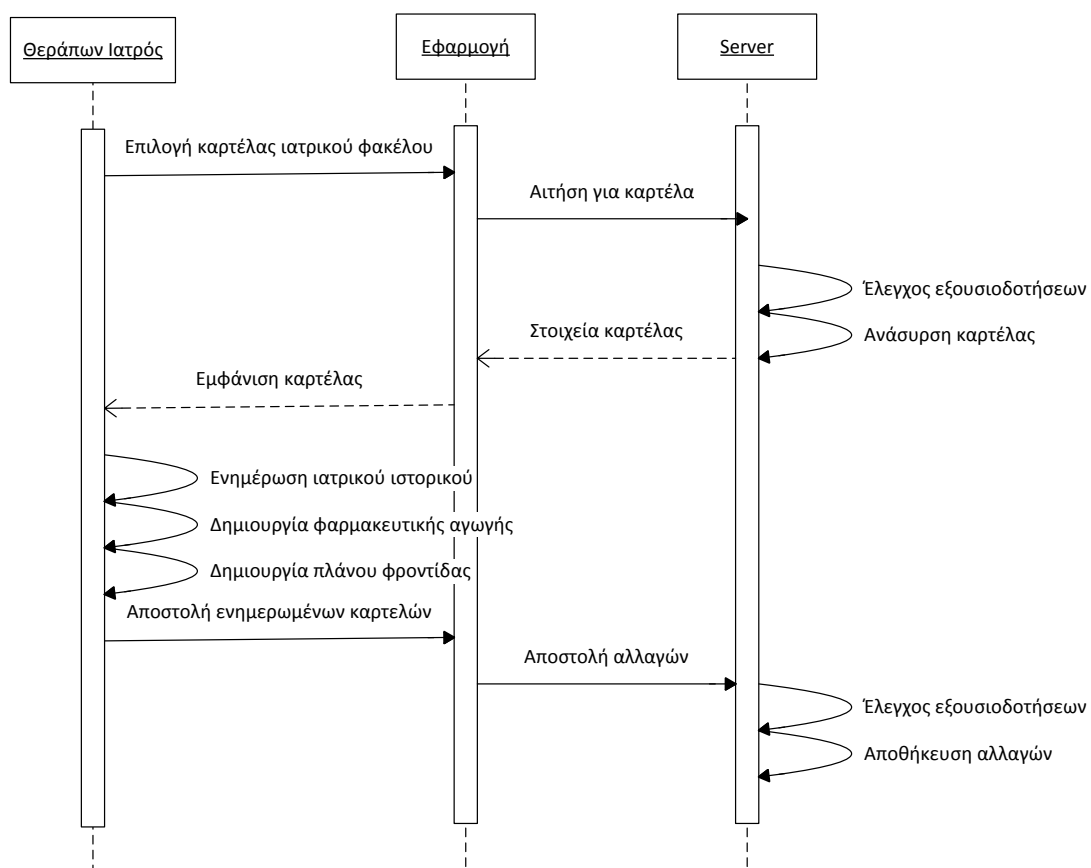 Θεράπων Ιατρός
Εφαρμογή
Server
Επιλογή καρτέλας ιατρικού φακέλου
Αιτήση για καρτέλα
Έλεγχος εξουσιοδοτήσεων
Στοιχεία καρτέλας
Ανάσυρση καρτέλας
Εμφάνιση καρτέλας
Ενημέρωση ιατρικού ιστορικού
Δημιουργία φαρμακευτικής αγωγής
Δημιουργία πλάνου φροντίδας
Αποστολή ενημερωμένων καρτελών
Αποστολή αλλαγών
Έλεγχος εξουσιοδοτήσεων
Αποθήκευση αλλαγών